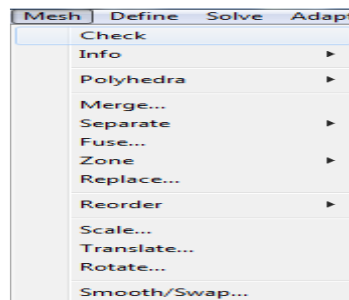 Mesh Define Solve Adapt
Check
Info
Polyhedra
Merge...
Separate
Fuse...
Zone
Replace...
Reorder
Scale...
Translate...
Rotate...
Smooth/Swap...